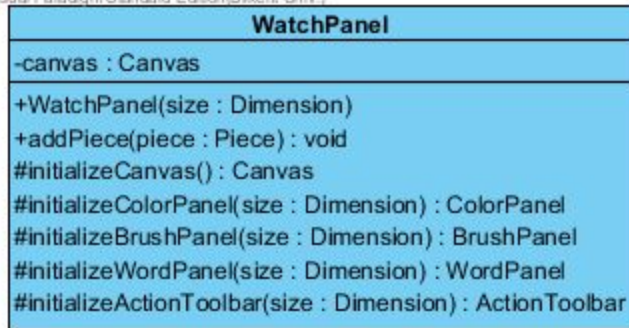 WatchPanel
-canvas : Canvas
+WatchPanel(size : Dimension)
+addPiece(piece : Piece) : void
#initializeCanvas() : Canvas
#initializeColorPanel(size : Dimension) : ColorPanel
#initializeBrushPanel(size : Dimension) : BrushPanel
#initializeWordPanel(size : Dimension) : WordPanel
#initializeActionToolbar(size : Dimension) : ActionToolbar